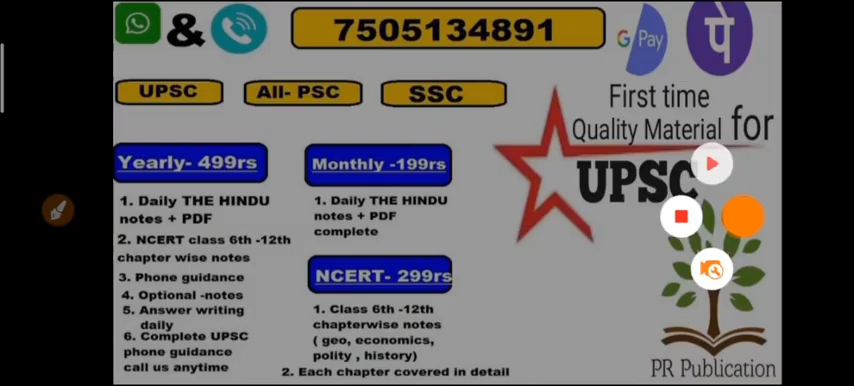 & 7505134891
G Pay पे
UPSC All- PSC SSC
First time
Quality Material for
UPSC
Yearly- 499rs
1. Daily THE HINDU
notes + PDF
2. NCERT class 6th -12th
chapter wise notes
3. Phone guidance
4. Optional -notes
5. Answer writing
daily
6. Complete UPSC
phone guidance
call us anytime
Monthly -199rs
1. Daily THE HINDU
notes + PDF
complete
NCERT- 299rs
1. Class 6th -12th
chapterwise notes
( geo, economics,
polity , history)
2. Each chapter covered in detail
PR Publication